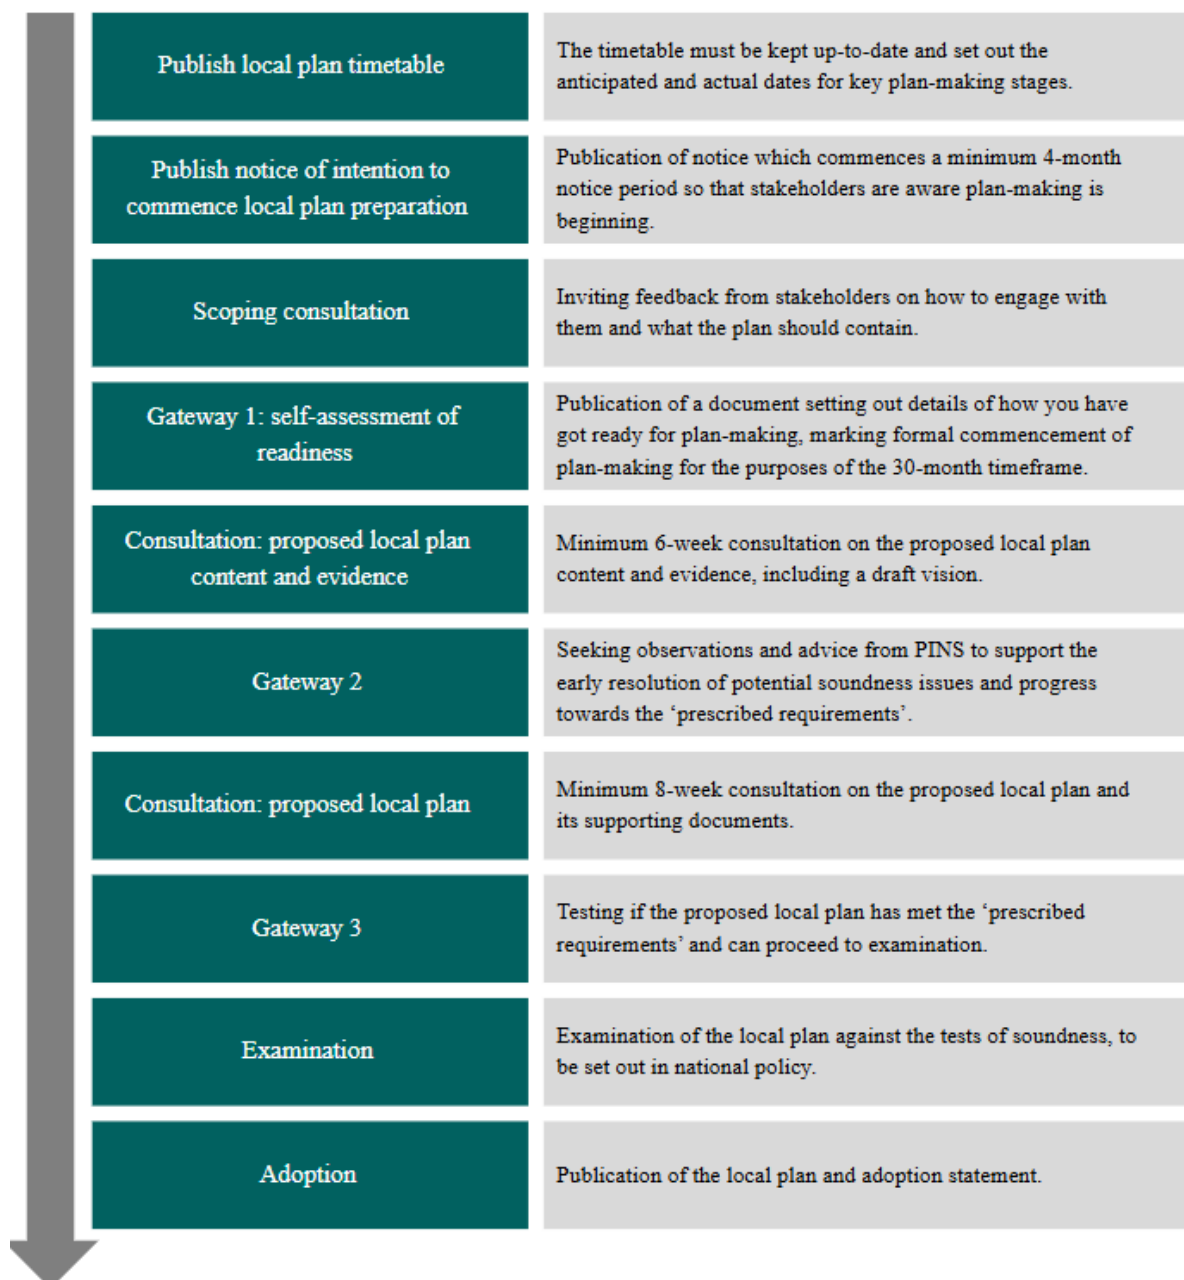 Publish local plan timetable
The timetable must be kept up-to-date and set out the
anticipated and actual dates for key plan-making stages.
Publish notice of intention to
commence local plan preparation
Publication of notice which commences a minimum 4-month
notice period so that stakeholders are aware plan-making is
beginning.
Scoping consultation
Inviting feedback from stakeholders on how to engage with
them and what the plan should contain.
Gateway 1: self-assessment of
readiness
Publication of a document setting out details of how you have
got ready for plan-making, marking formal commencement of
plan-making for the purposes of the 30-month timeframe.
Consultation: proposed local plan
content and evidence
Minimum 6-week consultation on the proposed local plan
content and evidence, including a draft vision.
Gateway 2
Seeking observations and advice from PINS to support the
early resolution of potential soundness issues and progress
towards the ‘prescribed requirements’.
Consultation: proposed local plan
Minimum 8-week consultation on the proposed local plan and
its supporting documents.
Gateway 3
Testing if the proposed local plan has met the ‘prescribed
requirements’ and can proceed to examination.
Examination
Examination of the local plan against the tests of soundness, to
be set out in national policy.
Adoption
Publication of the local plan and adoption statement.